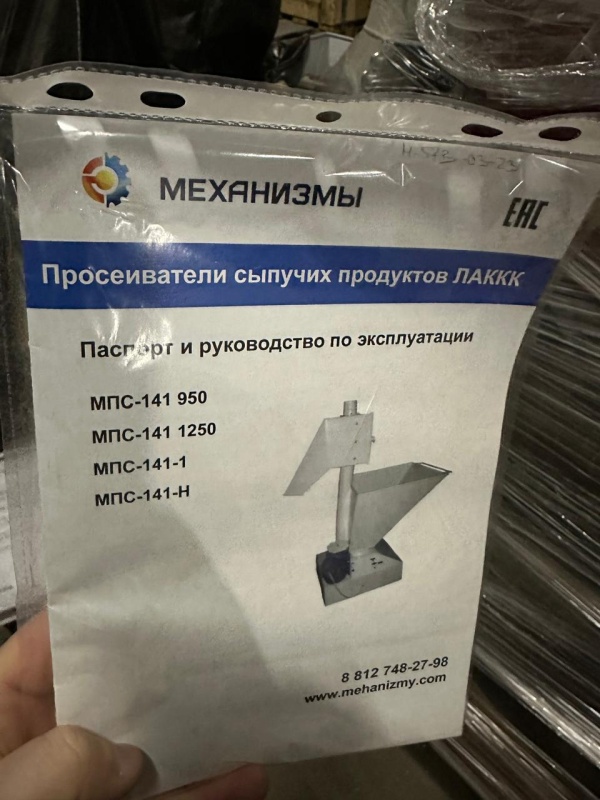 МЕХАНИЗМЫ
ЕАС
Просеиватели сыпучих продуктов ЛАККК
Паспорт и руководство по эксплуатации
МПС-141 950
МПС-141 1250
МПС-141-1
МПС-141-Н
8 812 748-27-98
www.mehanizmy.com